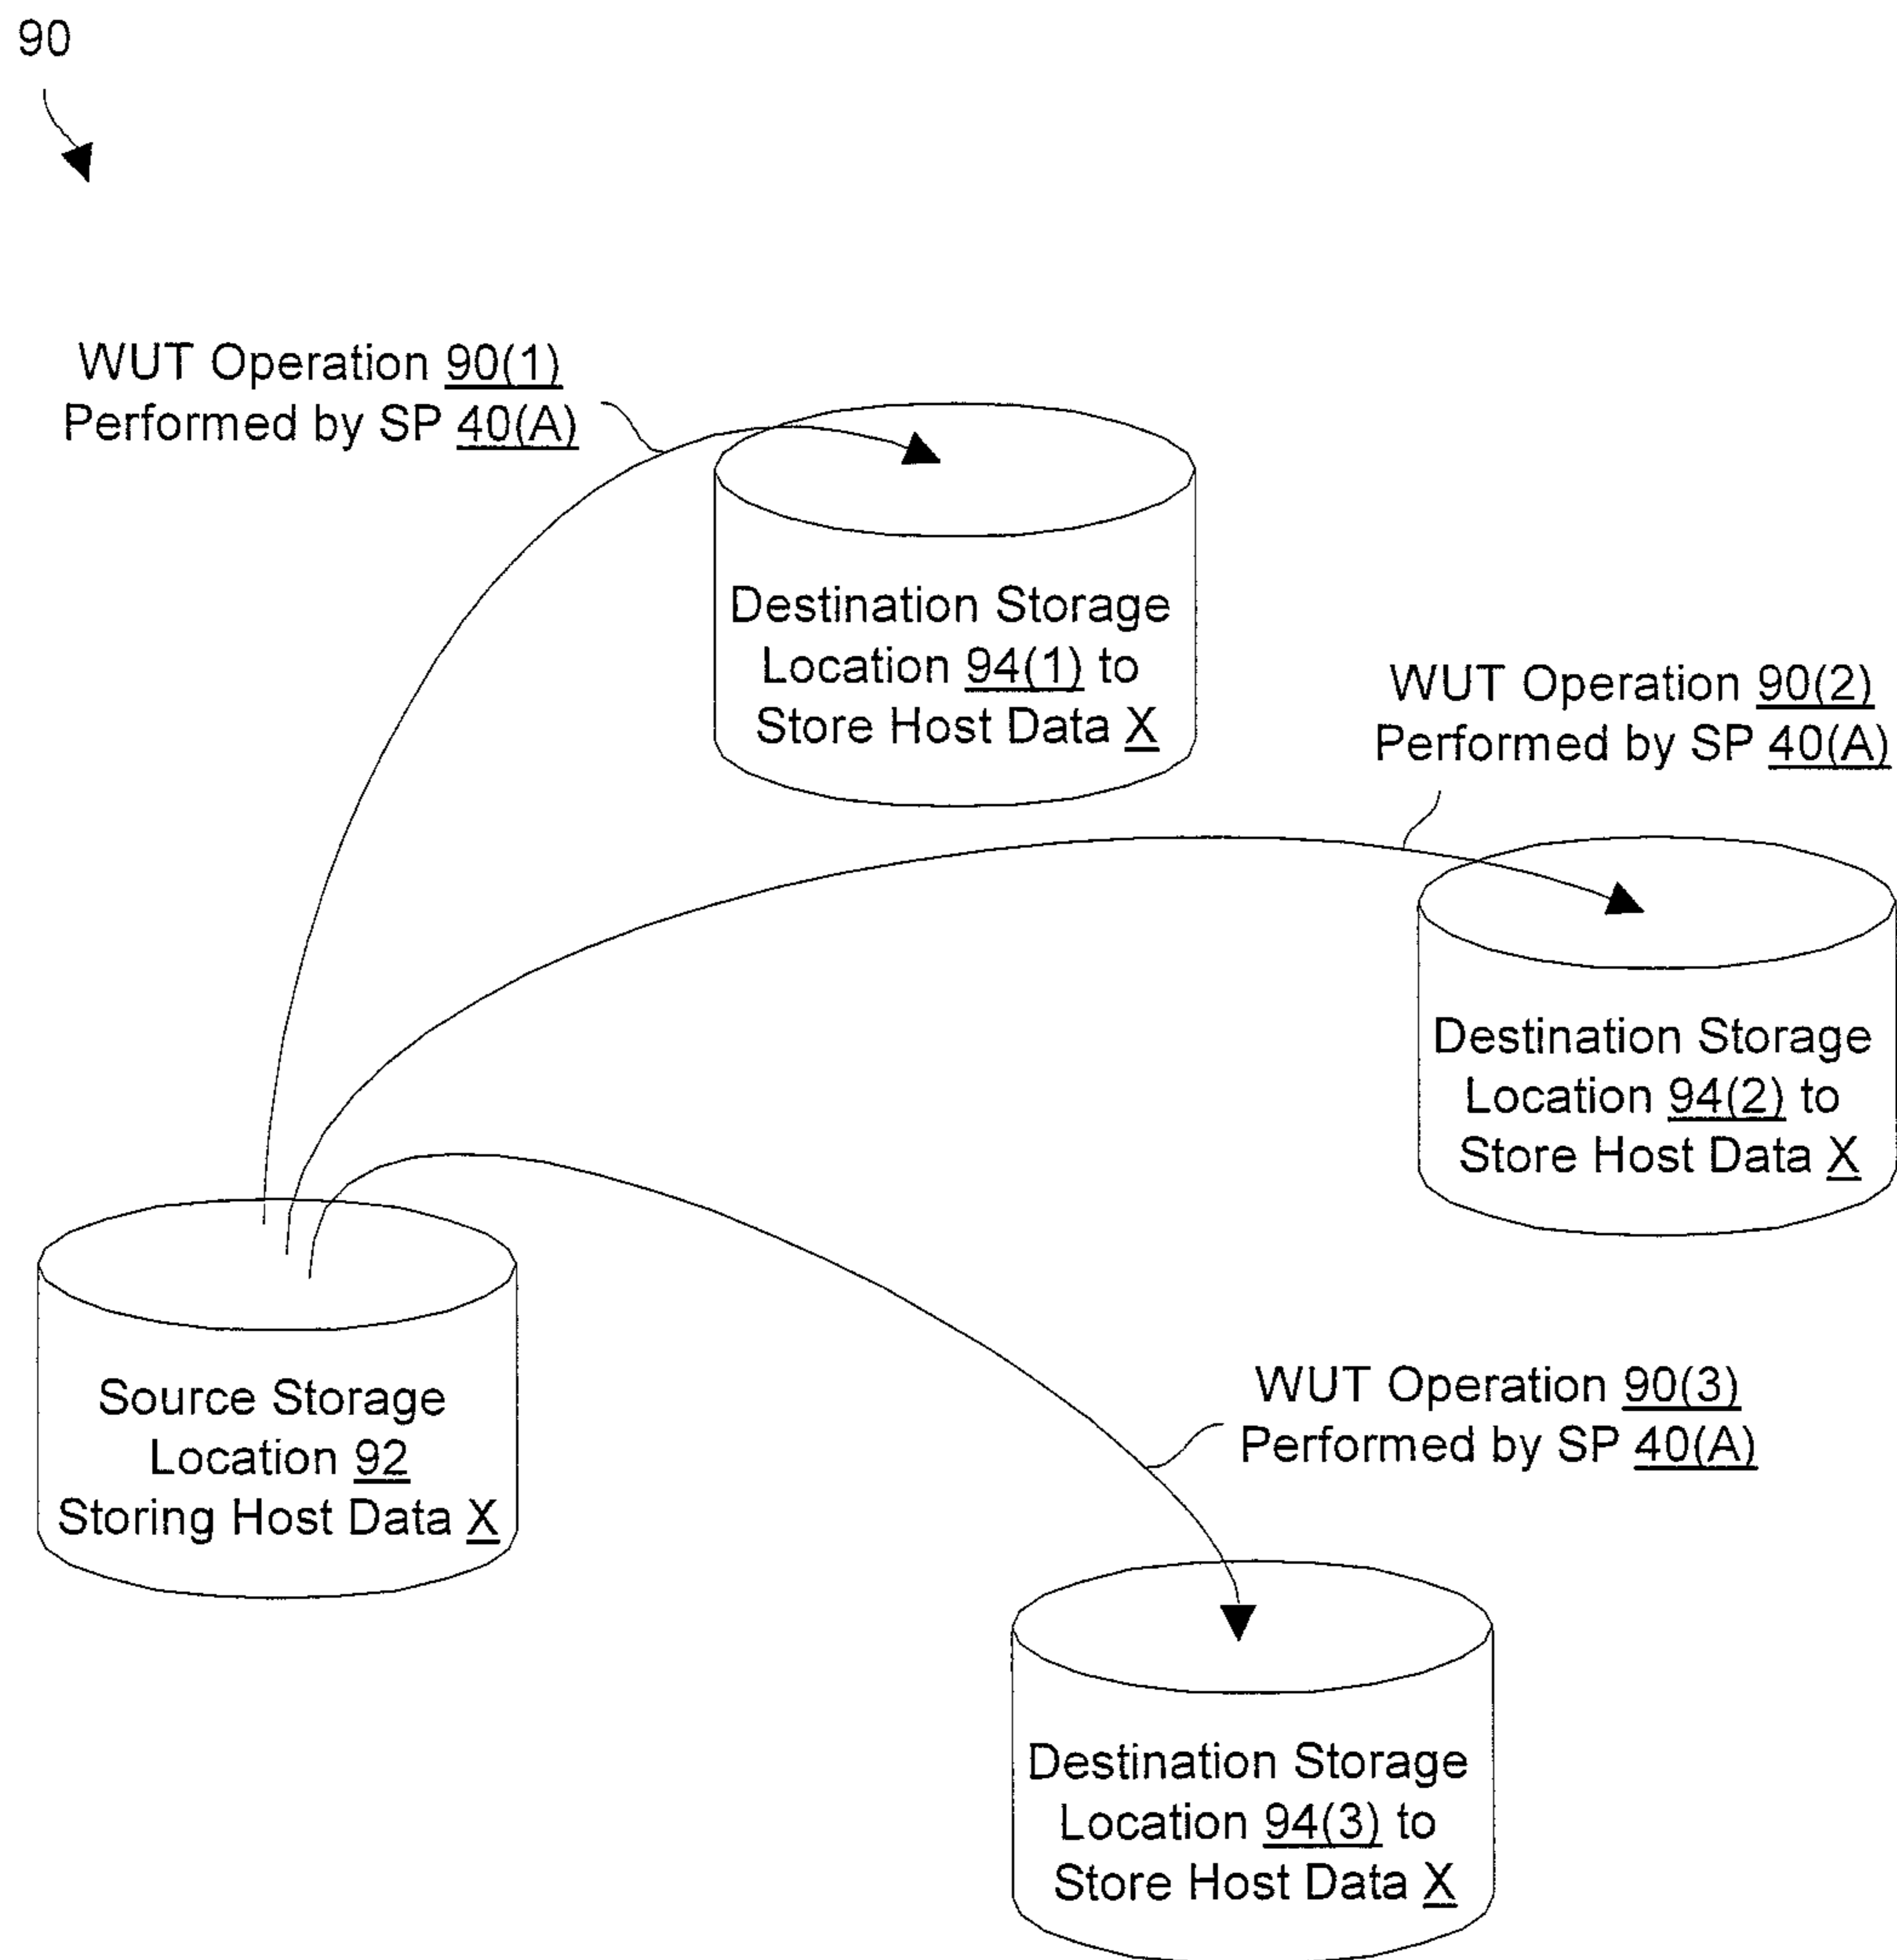 90
WUT Operation 90(1)
Performed by SP 40(A)
Destination Storage
Location 94(1) to
Store Host Data X
WUT Operation 90(2)
Performed by SP 40(A)
Destination Storage
Location 94(2) to
Store Host Data X
Source Storage
Location 92
Storing Host Data X
WUT Operation 90(3)
Performed by SP 40(A)
Destination Storage
Location 94(3) to
Store Host Data X